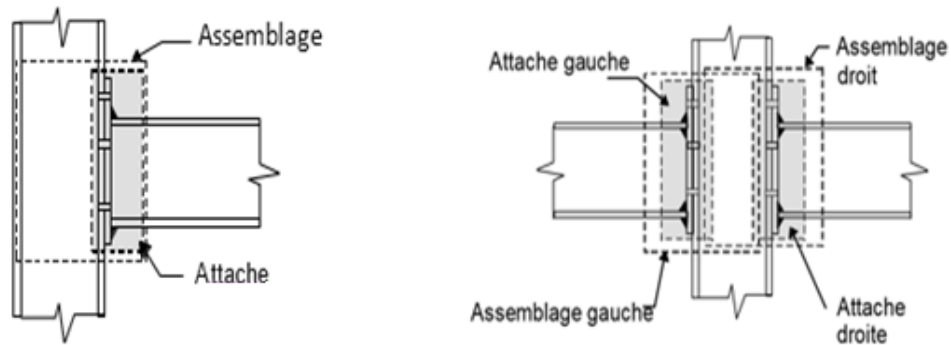 Assemblage
Attache
Attache gauche
Assemblage
droit
Assemblage gauche
Attache
droite